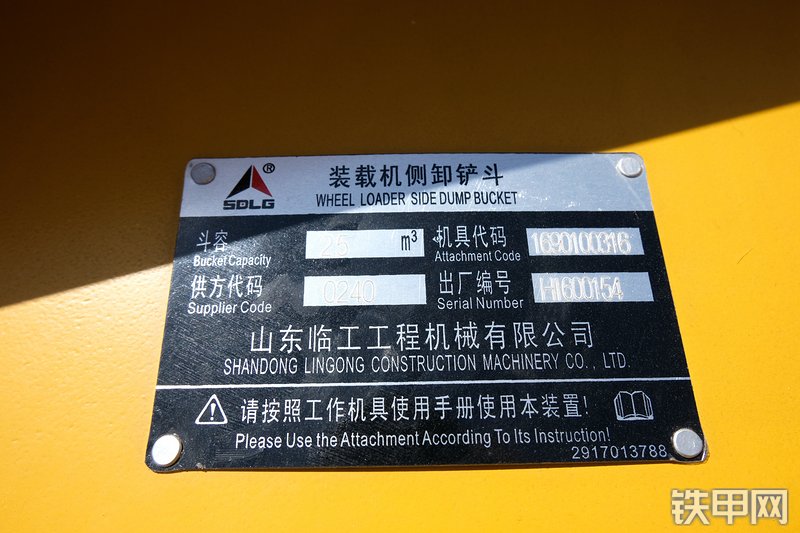 SDLG ®
装载机侧卸铲斗
WHEEL LOADER SIDE DUMP BUCKET
斗容 2.5 m³ 机具代码 1690100316
Bucket Capacity Attachment Code
供方代码 0240 出厂编号 H1600154
Supplier Code Serial Number
山东临工工程机械有限公司
SHANDONG LINGONG CONSTRUCTION MACHINERY CO., LTD.
请按照工作机具使用手册使用本装置!
Please Use the Attachment According To Its Instruction!
2917013788
铁甲网